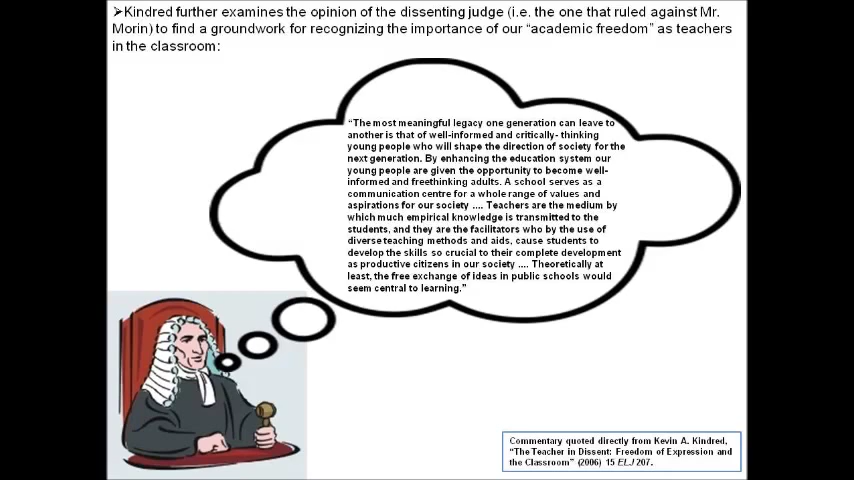 ➢Kindred further examines the opinion of the dissenting judge (i.e. the one that ruled against Mr.
Morin) to find a groundwork for recognizing the importance of our “academic freedom” as teachers
in the classroom:
“The most meaningful legacy one generation can leave to
another is that of well-informed and critically- thinking
young people who will shape the direction of society for the
next generation. By enhancing the education system our
young people are given the opportunity to become well-
informed and freethinking adults. A school serves as a
communication centre for a whole range of values and
aspirations for our society .... Teachers are the medium by
which much empirical knowledge is transmitted to the
students, and they are the facilitators who by the use of
diverse teaching methods and aids, cause students to
develop the skills so crucial to their complete development
as productive citizens in our society .... Theoretically at
least, the free exchange of ideas in public schools would
seem central to learning.”
Commentary quoted directly from Kevin A. Kindred,
“The Teacher in Dissent: Freedom of Expression and
the Classroom” (2006) 15 ELJ 207.